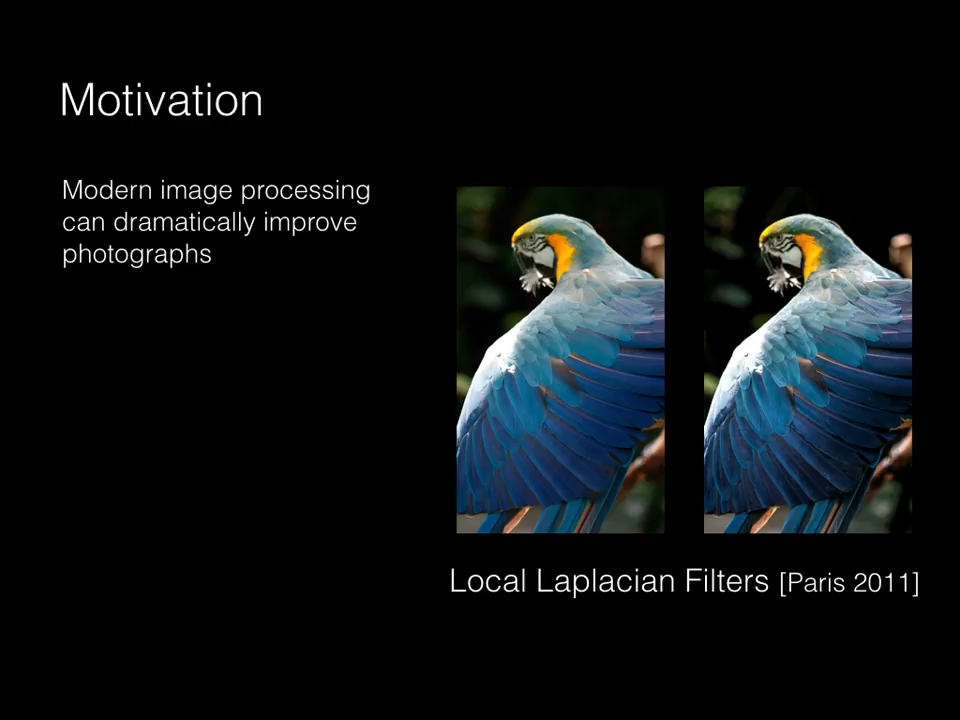 Motivation
Modern image processing
can dramatically improve
photographs
Local Laplacian Filters [Paris 2011]